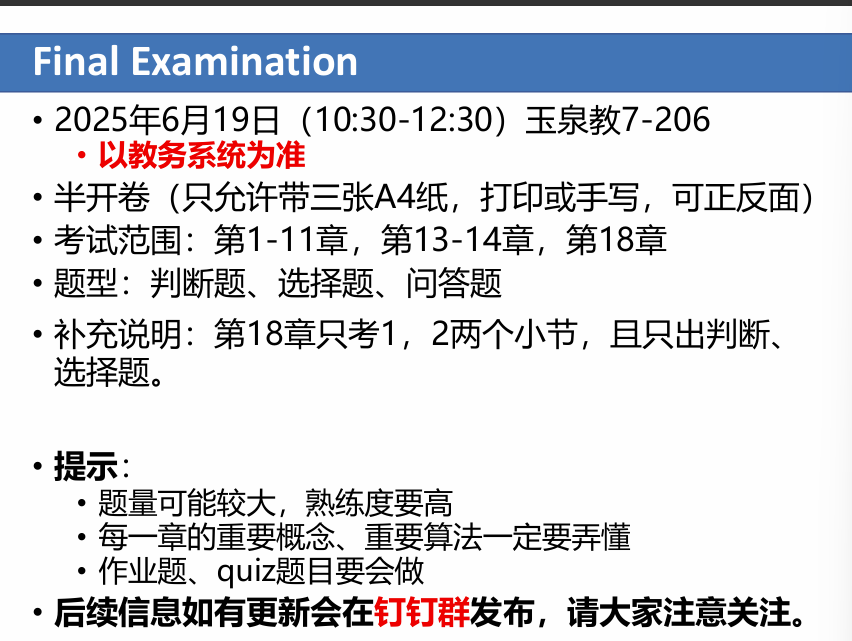 Final Examination
• 2025年6月19日（10:30-12:30）玉泉教7-206
• 以教务系统为准
• 半开卷（只允许带三张A4纸，打印或手写，可正反面）
• 考试范围：第1-11章，第13-14章，第18章
• 题型：判断题、选择题、问答题
• 补充说明：第18章只考1，2两个小节，且只出判断、
选择题。
• 提示：
• 题量可能较大，熟练度要高
• 每一章的重要概念、重要算法一定要弄懂
• 作业题、quiz题目要会做
• 后续信息如有更新会在钉钉群发布，请大家注意关注。